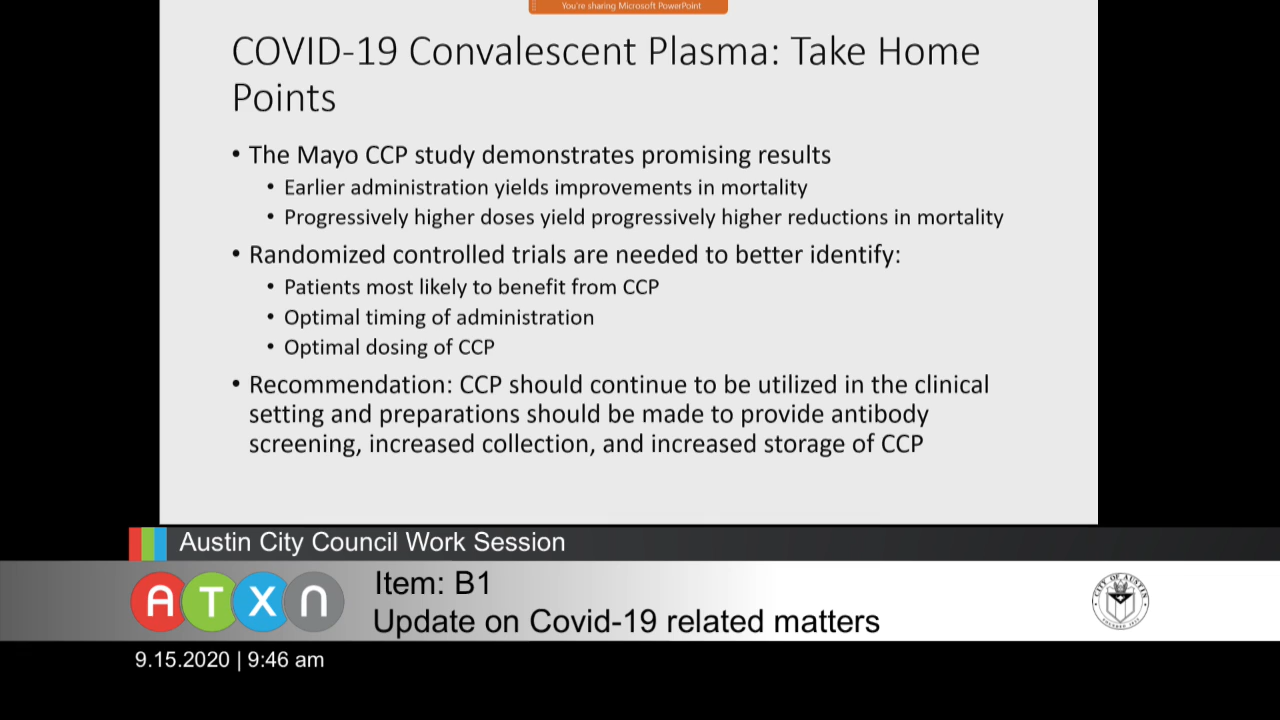 You're sharing Microsoft PowerPoint
COVID-19 Convalescent Plasma: Take Home
Points
• The Mayo CCP study demonstrates promising results
• Earlier administration yields improvements in mortality
• Progressively higher doses yield progressively higher reductions in mortality
• Randomized controlled trials are needed to better identify:
• Patients most likely to benefit from CCP
• Optimal timing of administration
• Optimal dosing of CCP
• Recommendation: CCP should continue to be utilized in the clinical
setting and preparations should be made to provide antibody
screening, increased collection, and increased storage of CCP
Austin City Council Work Session
ATXN
Item: B1
Update on Covid-19 related matters
CITY OF AUSTIN
9.15.2020 | 9:46 am